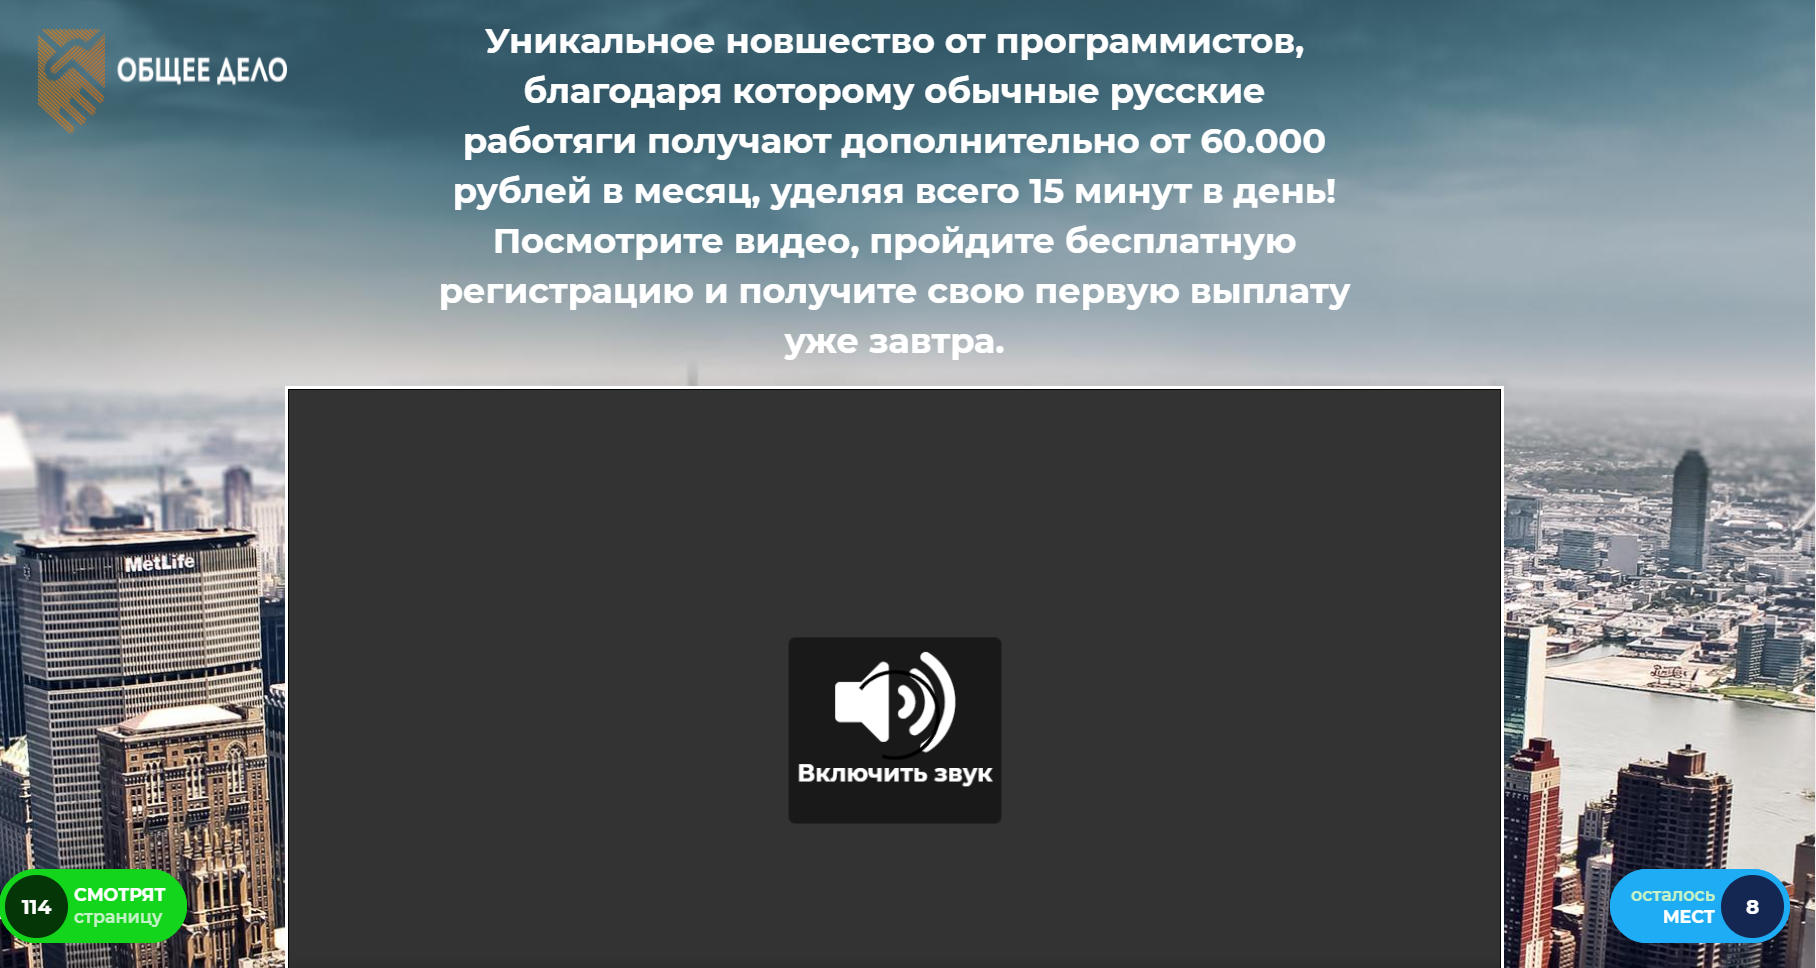 ОБЩЕЕ ДЕЛО
Уникальное новшество от программистов,
благодаря которому обычные русские
работяги получают дополнительно от 60.000
рублей в месяц, уделяя всего 15 минут в день!
Посмотрите видео, пройдите бесплатную
регистрацию и получите свою первую выплату
уже завтра.
MetLife
Включить звук
114
СМОТРЯТ
страницу
осталось
МЕСТ
8